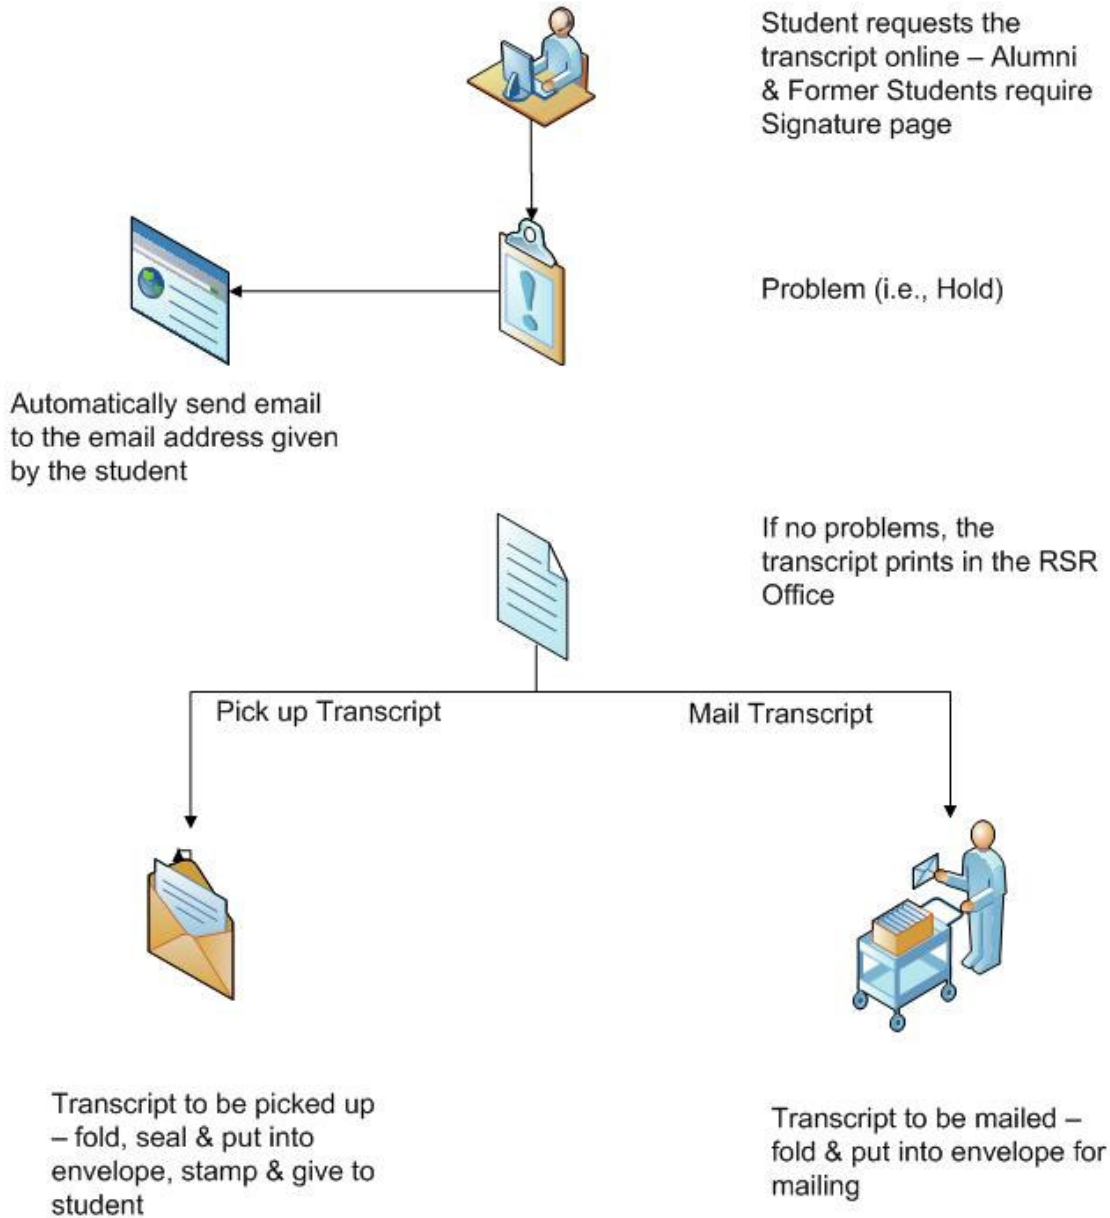 Student requests the
transcript online – Alumni
& Former Students require
Signature page
Problem (i.e., Hold)
Automatically send email
to the email address given
by the student
If no problems, the
transcript prints in the RSR
Office
Pick up Transcript
Mail Transcript
Transcript to be picked up
– fold, seal & put into
envelope, stamp & give to
student
Transcript to be mailed –
fold & put into envelope for
mailing